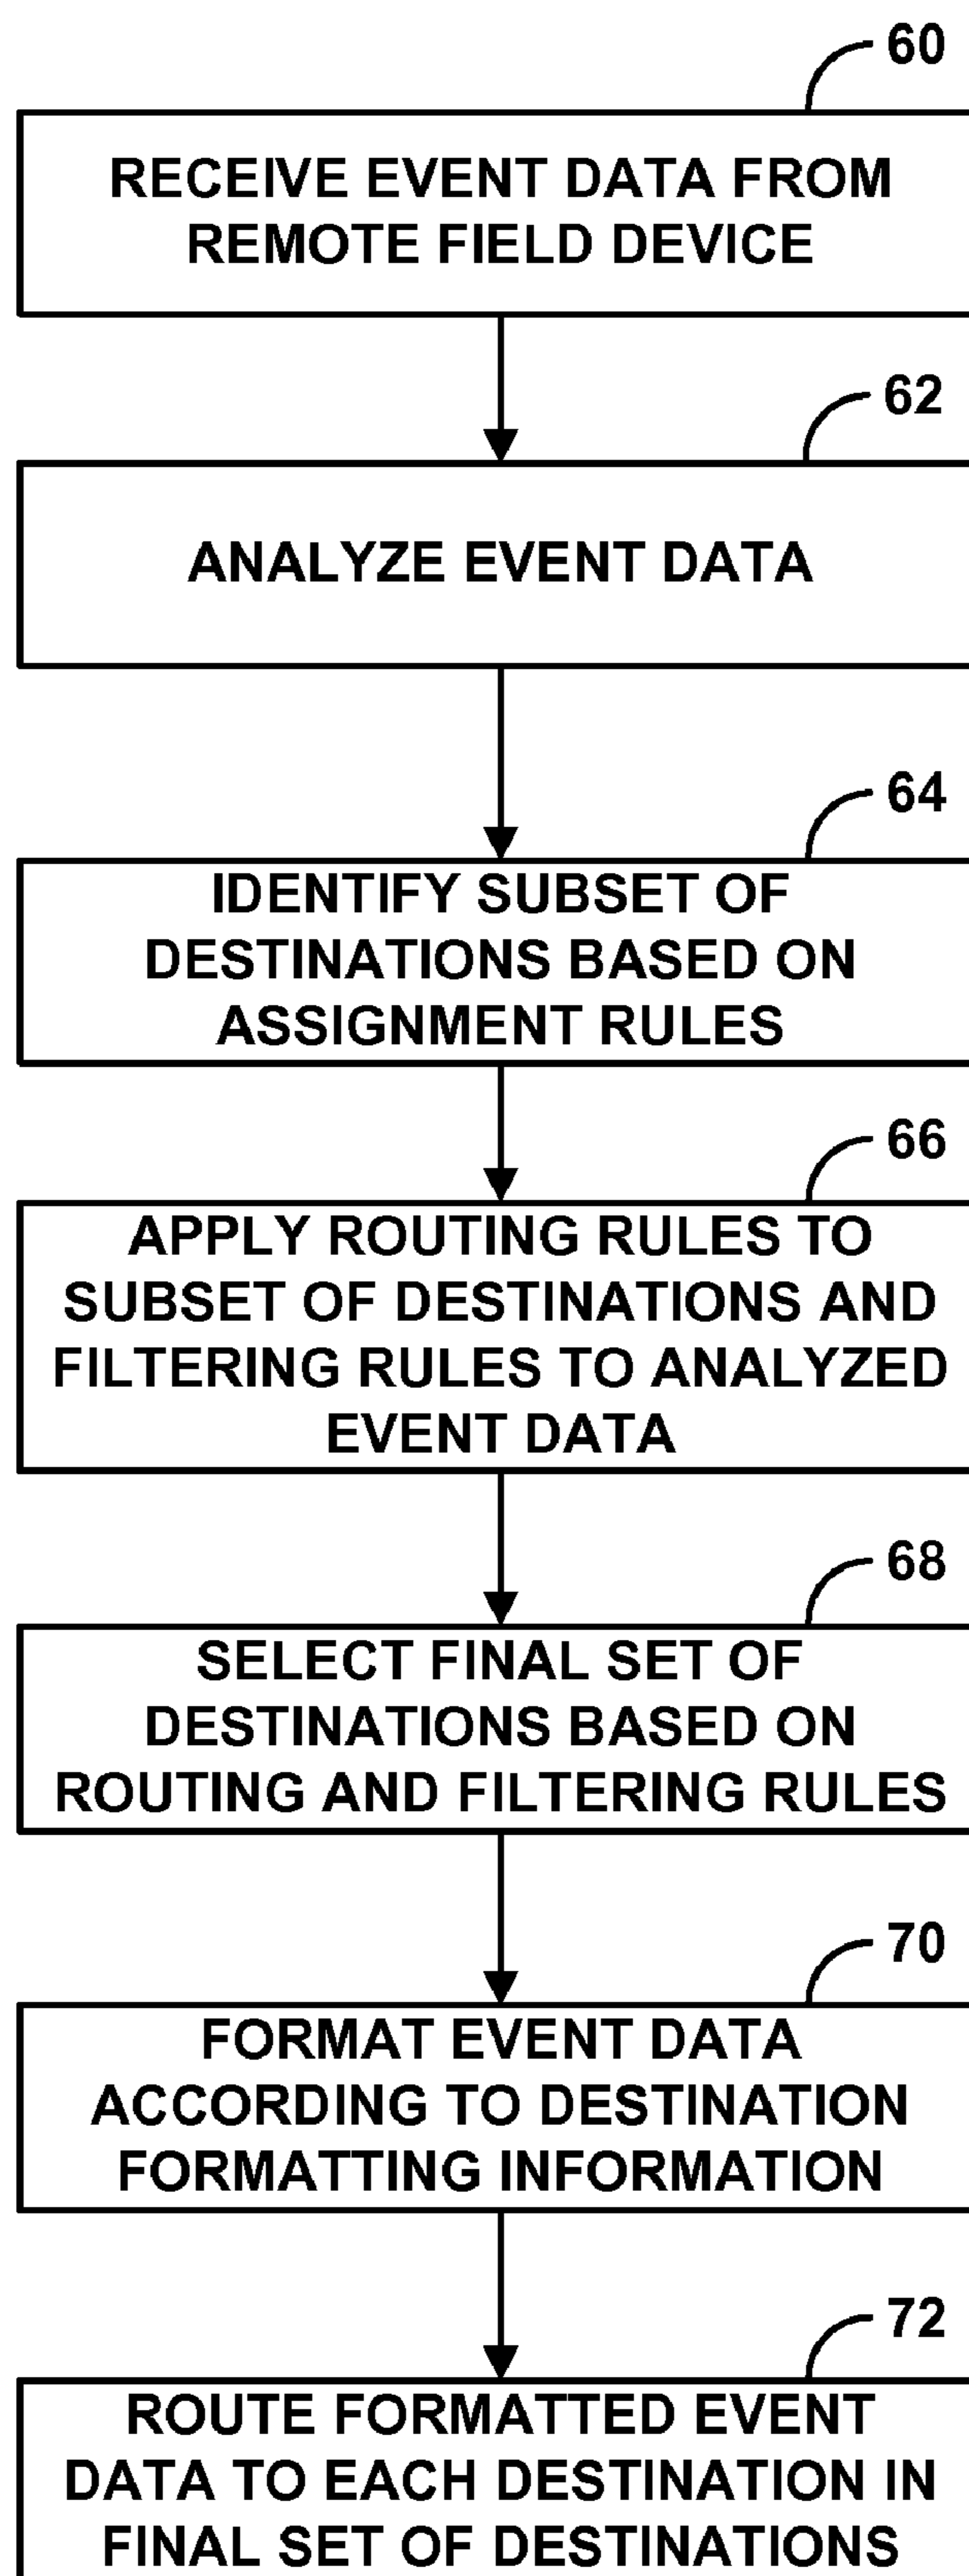 60
RECEIVE EVENT DATA FROM
REMOTE FIELD DEVICE
62
ANALYZE EVENT DATA
64
IDENTIFY SUBSET OF
DESTINATIONS BASED ON
ASSIGNMENT RULES
66
APPLY ROUTING RULES TO
SUBSET OF DESTINATIONS AND
FILTERING RULES TO ANALYZED
EVENT DATA
68
SELECT FINAL SET OF
DESTINATIONS BASED ON
ROUTING AND FILTERING RULES
70
FORMAT EVENT DATA
ACCORDING TO DESTINATION
FORMATTING INFORMATION
72
ROUTE FORMATTED EVENT
DATA TO EACH DESTINATION IN
FINAL SET OF DESTINATIONS